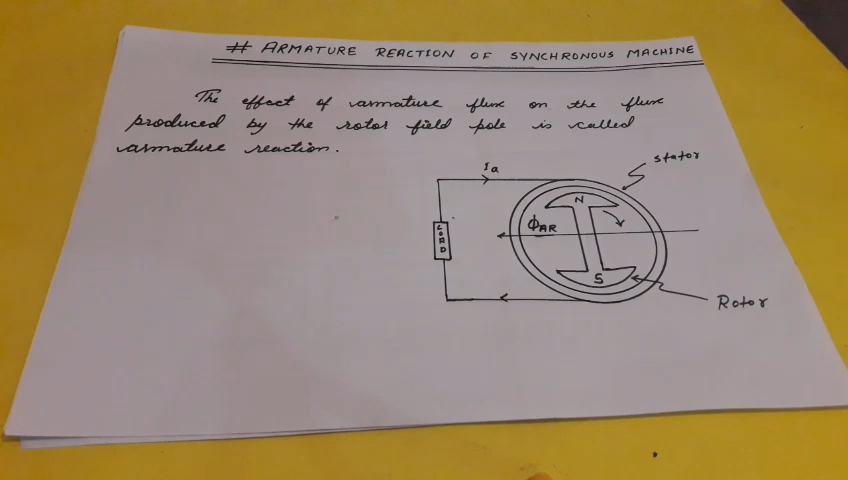 # ARMATURE REACTION OF SYNCHRONOUS MACHINE
The effect of armature flux on the flux
produced by the rotor field pole is called
armature reaction.
Ia
stator
N
ϕAR
LOAD
S
Rotor